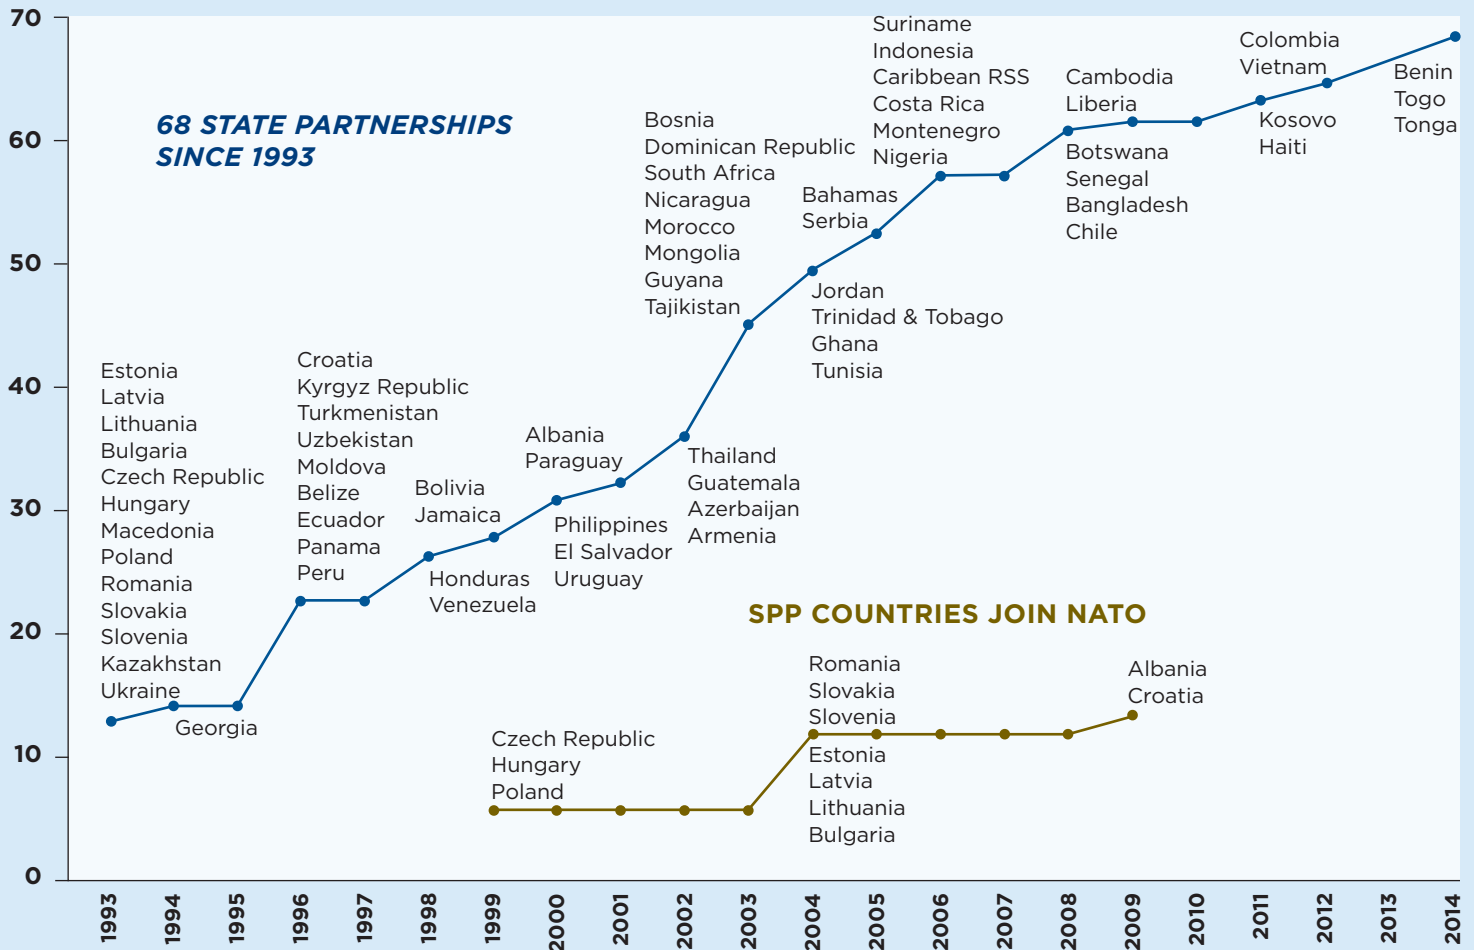 70
60
50
40
30
20
10
0
68 STATE PARTNERSHIPS
SINCE 1993
Estonia
Latvia
Lithuania
Bulgaria
Czech Republic
Hungary
Macedonia
Poland
Romania
Slovakia
Slovenia
Kazakhstan
Ukraine
Georgia
Croatia
Kyrgyz Republic
Turkmenistan
Uzbekistan
Moldova
Belize
Ecuador
Panama
Peru
Honduras
Venezuela
Bolivia
Jamaica
Philippines
El Salvador
Uruguay
Albania
Paraguay
Thailand
Guatemala
Azerbaijan
Armenia
Bosnia
Dominican Republic
South Africa
Nicaragua
Morocco
Mongolia
Guyana
Tajikistan
Jordan
Trinidad & Tobago
Ghana
Tunisia
Bahamas
Serbia
Suriname
Indonesia
Caribbean RSS
Costa Rica
Montenegro
Nigeria
Cambodia
Liberia
Botswana
Senegal
Bangladesh
Chile
Colombia
Vietnam
Kosovo
Haiti
Benin
Togo
Tonga
SPP COUNTRIES JOIN NATO
Czech Republic
Hungary
Poland
Romania
Slovakia
Slovenia
Estonia
Latvia
Lithuania
Bulgaria
Albania
Croatia
1993
1994
1995
1996
1997
1998
1999
2000
2001
2002
2003
2004
2005
2006
2007
2008
2009
2010
2011
2012
2013
2014